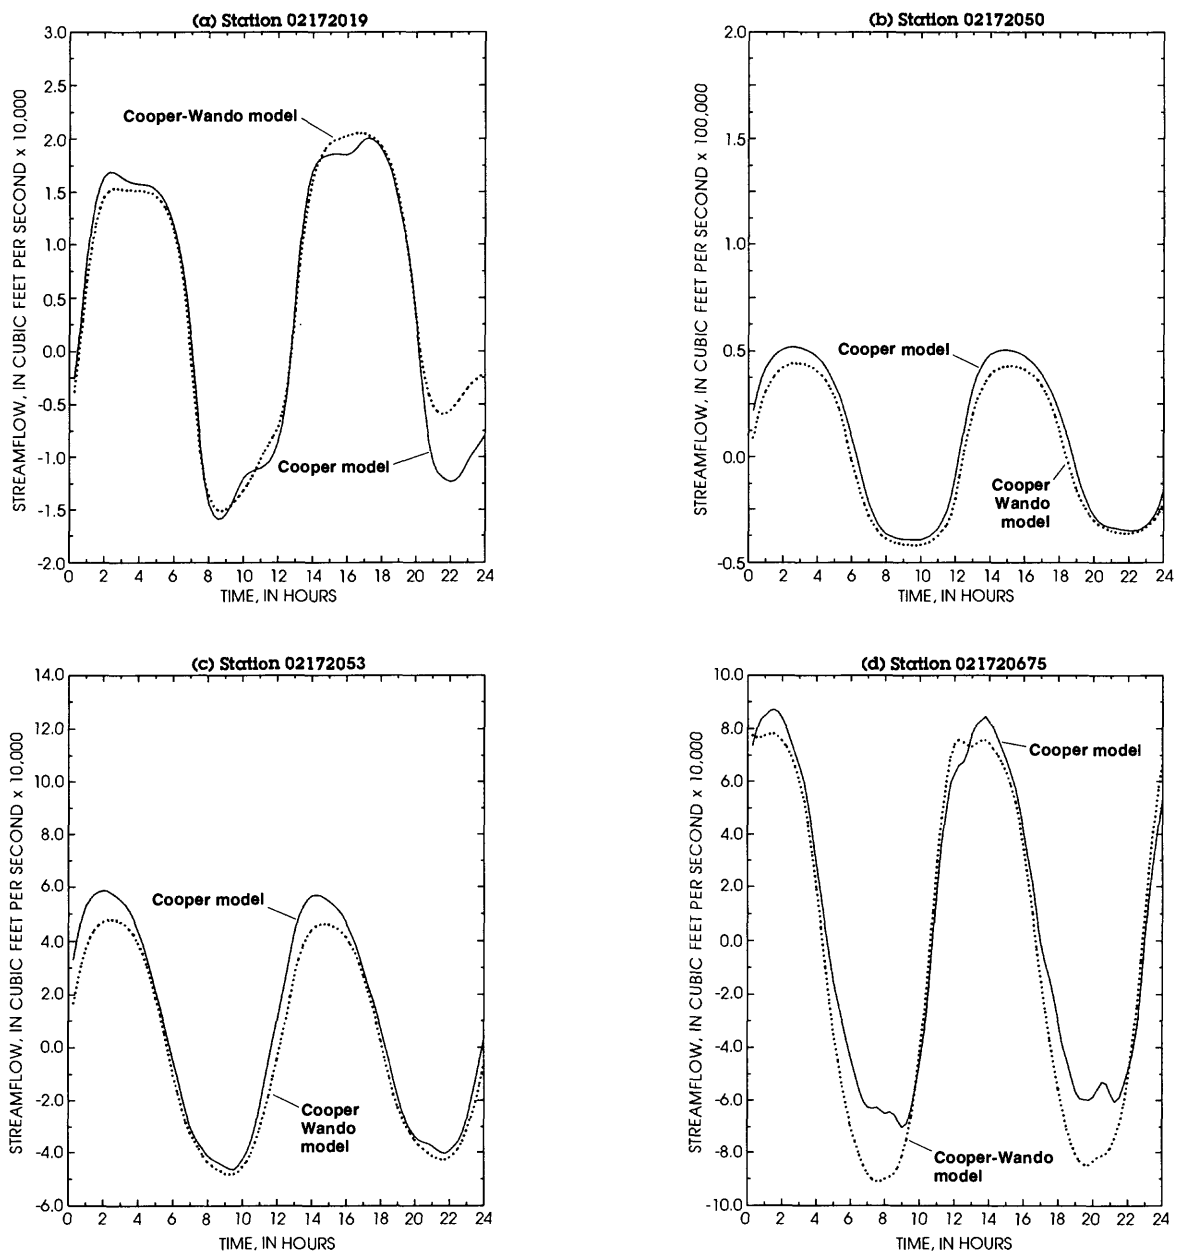 (a) Station 02172019
3.0
2.5
2.0
1.5
1.0
0.5
0.0
-0.5
-1.0
-1.5
-2.0
STREAMFLOW, IN CUBIC FEET PER SECOND x 10,000
Cooper-Wando model
Cooper model
0 2 4 6 8 10 12 14 16 18 20 22 24
TIME, IN HOURS
(b) Station 02172050
2.0
1.5
1.0
0.5
0.0
-0.5
STREAMFLOW, IN CUBIC FEET PER SECOND x 100,000
Cooper model
Cooper
Wando
model
0 2 4 6 8 10 12 14 16 18 20 22 24
TIME, IN HOURS
(c) Station 02172053
14.0
12.0
10.0
8.0
6.0
4.0
2.0
0.0
-2.0
-4.0
-6.0
STREAMFLOW, IN CUBIC FEET PER SECOND x 10,000
Cooper model
Cooper
Wando
model
0 2 4 6 8 10 12 14 16 18 20 22 24
TIME, IN HOURS
(d) Station 021720675
10.0
8.0
6.0
4.0
2.0
0.0
-2.0
-4.0
-6.0
-8.0
-10.0
STREAMFLOW, IN CUBIC FEET PER SECOND x 10,000
Cooper model
Cooper-Wando
model
0 2 4 6 8 10 12 14 16 18 20 22 24
TIME, IN HOURS